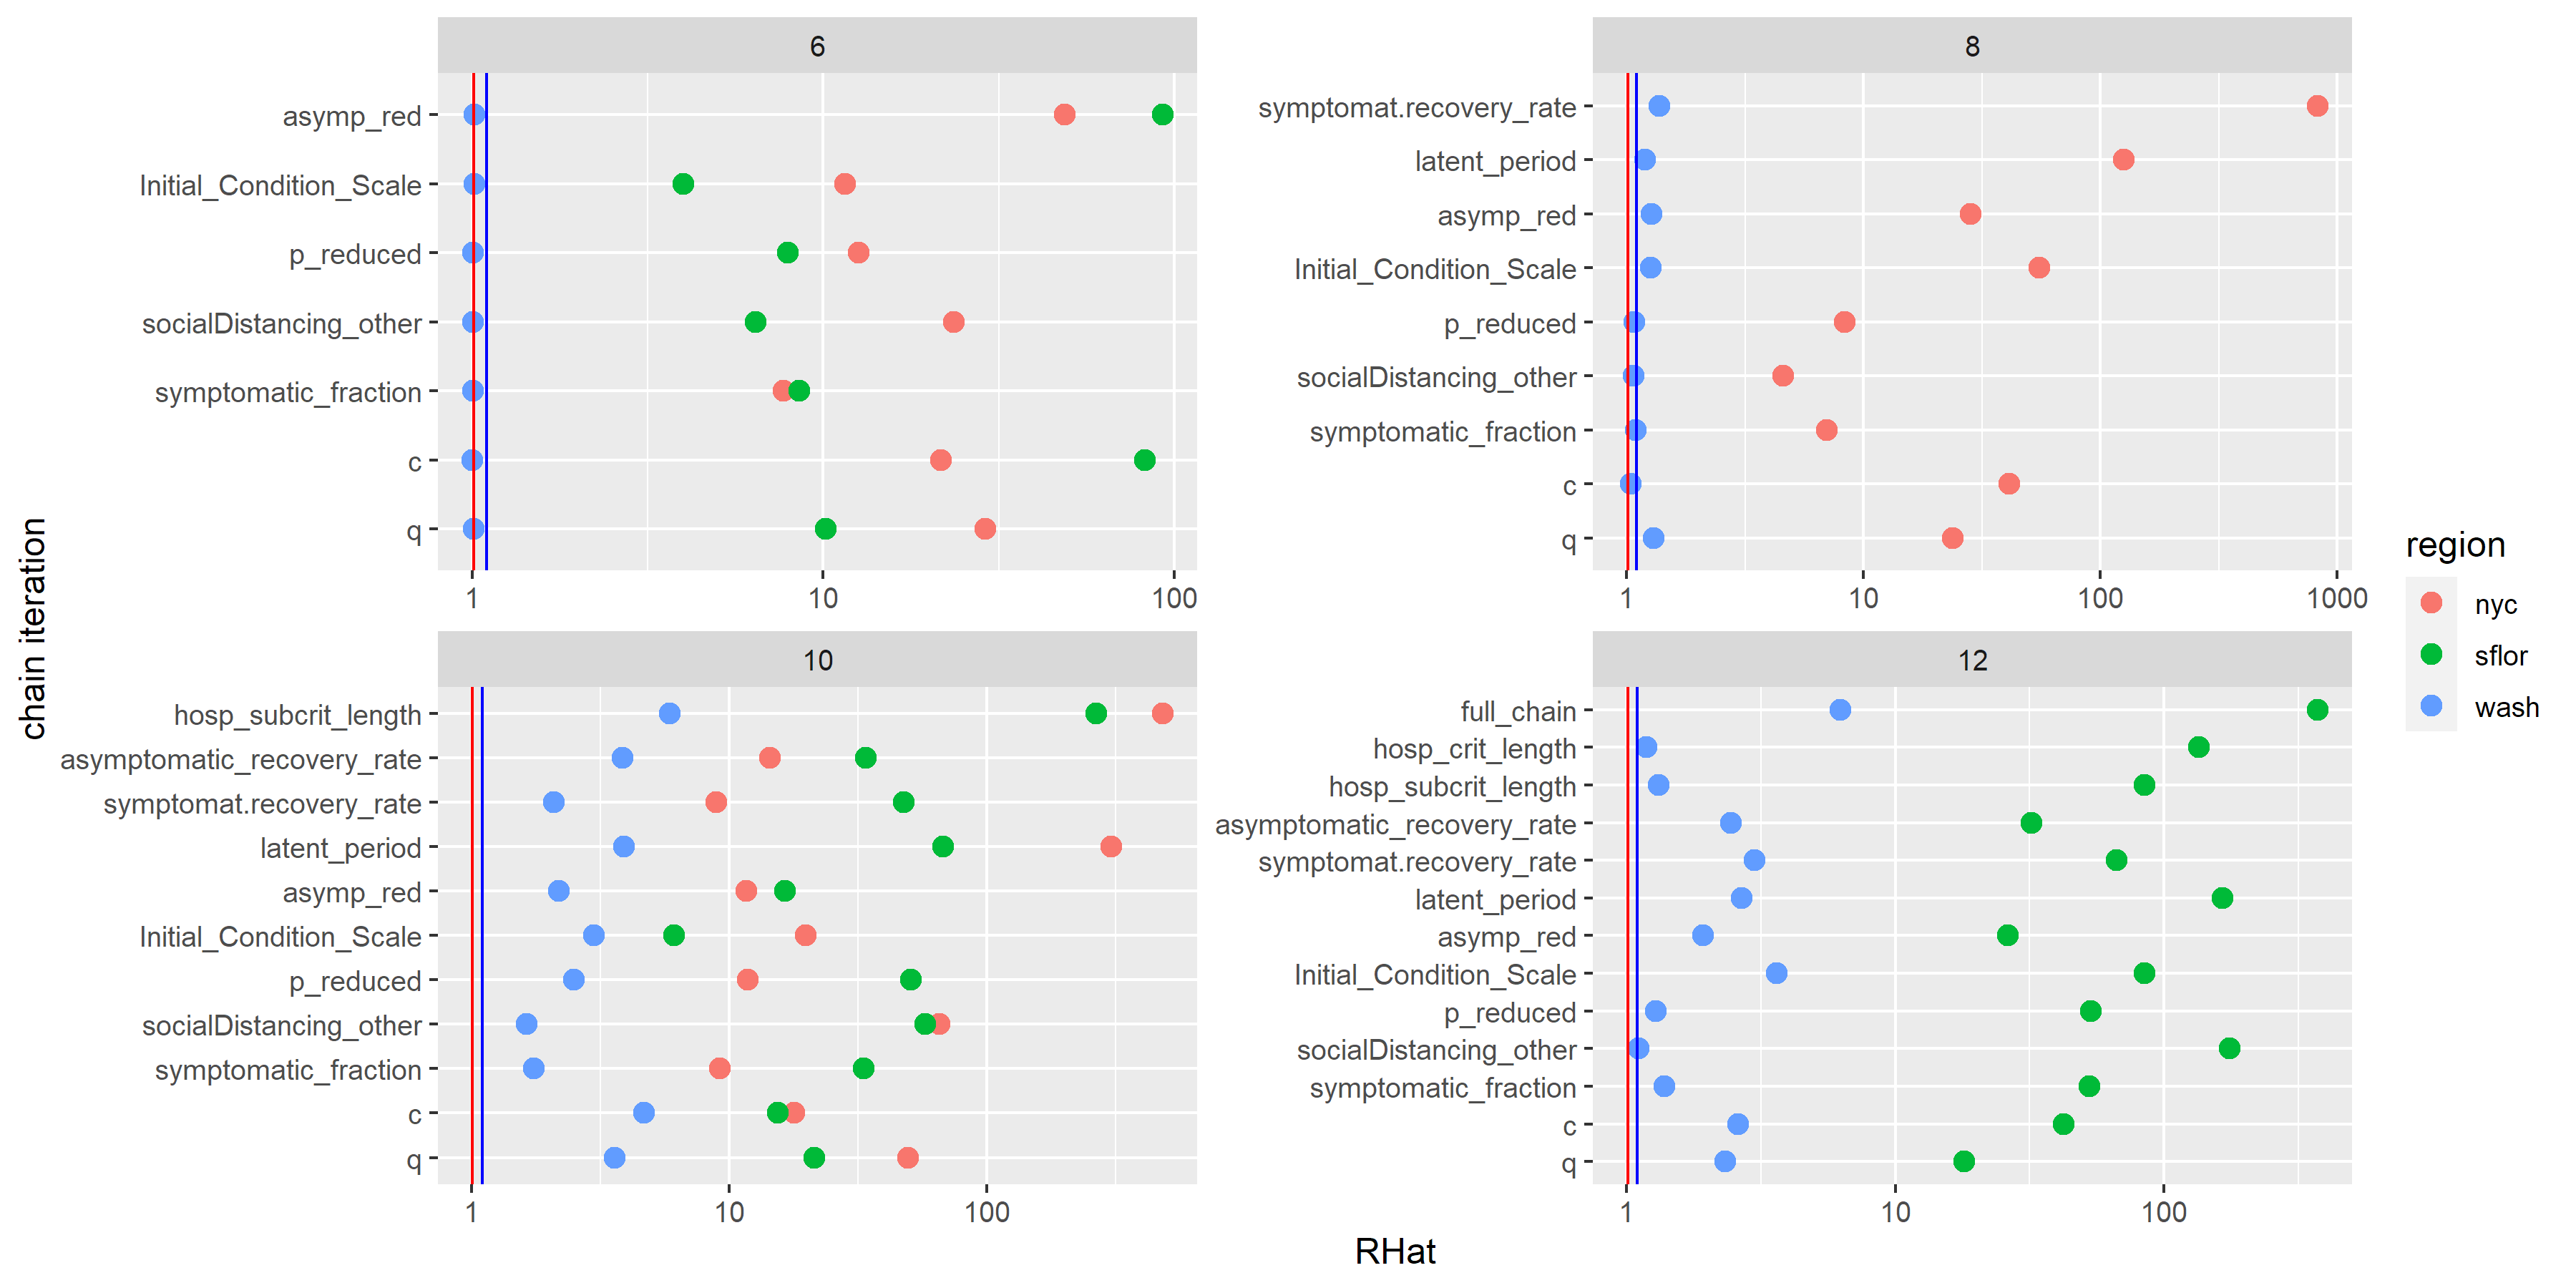 6
asymp_red
Initial_Condition_Scale
p_reduced
socialDistancing_other
symptomatic_fraction
c
q
1 10 100
8
symptomat.recovery_rate
latent_period
asymp_red
Initial_Condition_Scale
p_reduced
socialDistancing_other
symptomatic_fraction
c
q
1 10 100 1000
10
hosp_subcrit_length
asymptomatic_recovery_rate
symptomat.recovery_rate
latent_period
asymp_red
Initial_Condition_Scale
p_reduced
socialDistancing_other
symptomatic_fraction
c
q
1 10 100
12
full_chain
hosp_crit_length
hosp_subcrit_length
asymptomatic_recovery_rate
symptomat.recovery_rate
latent_period
asymp_red
Initial_Condition_Scale
p_reduced
socialDistancing_other
symptomatic_fraction
c
q
1 10 100
chain iteration
RHat
region
nyc
sflor
wash